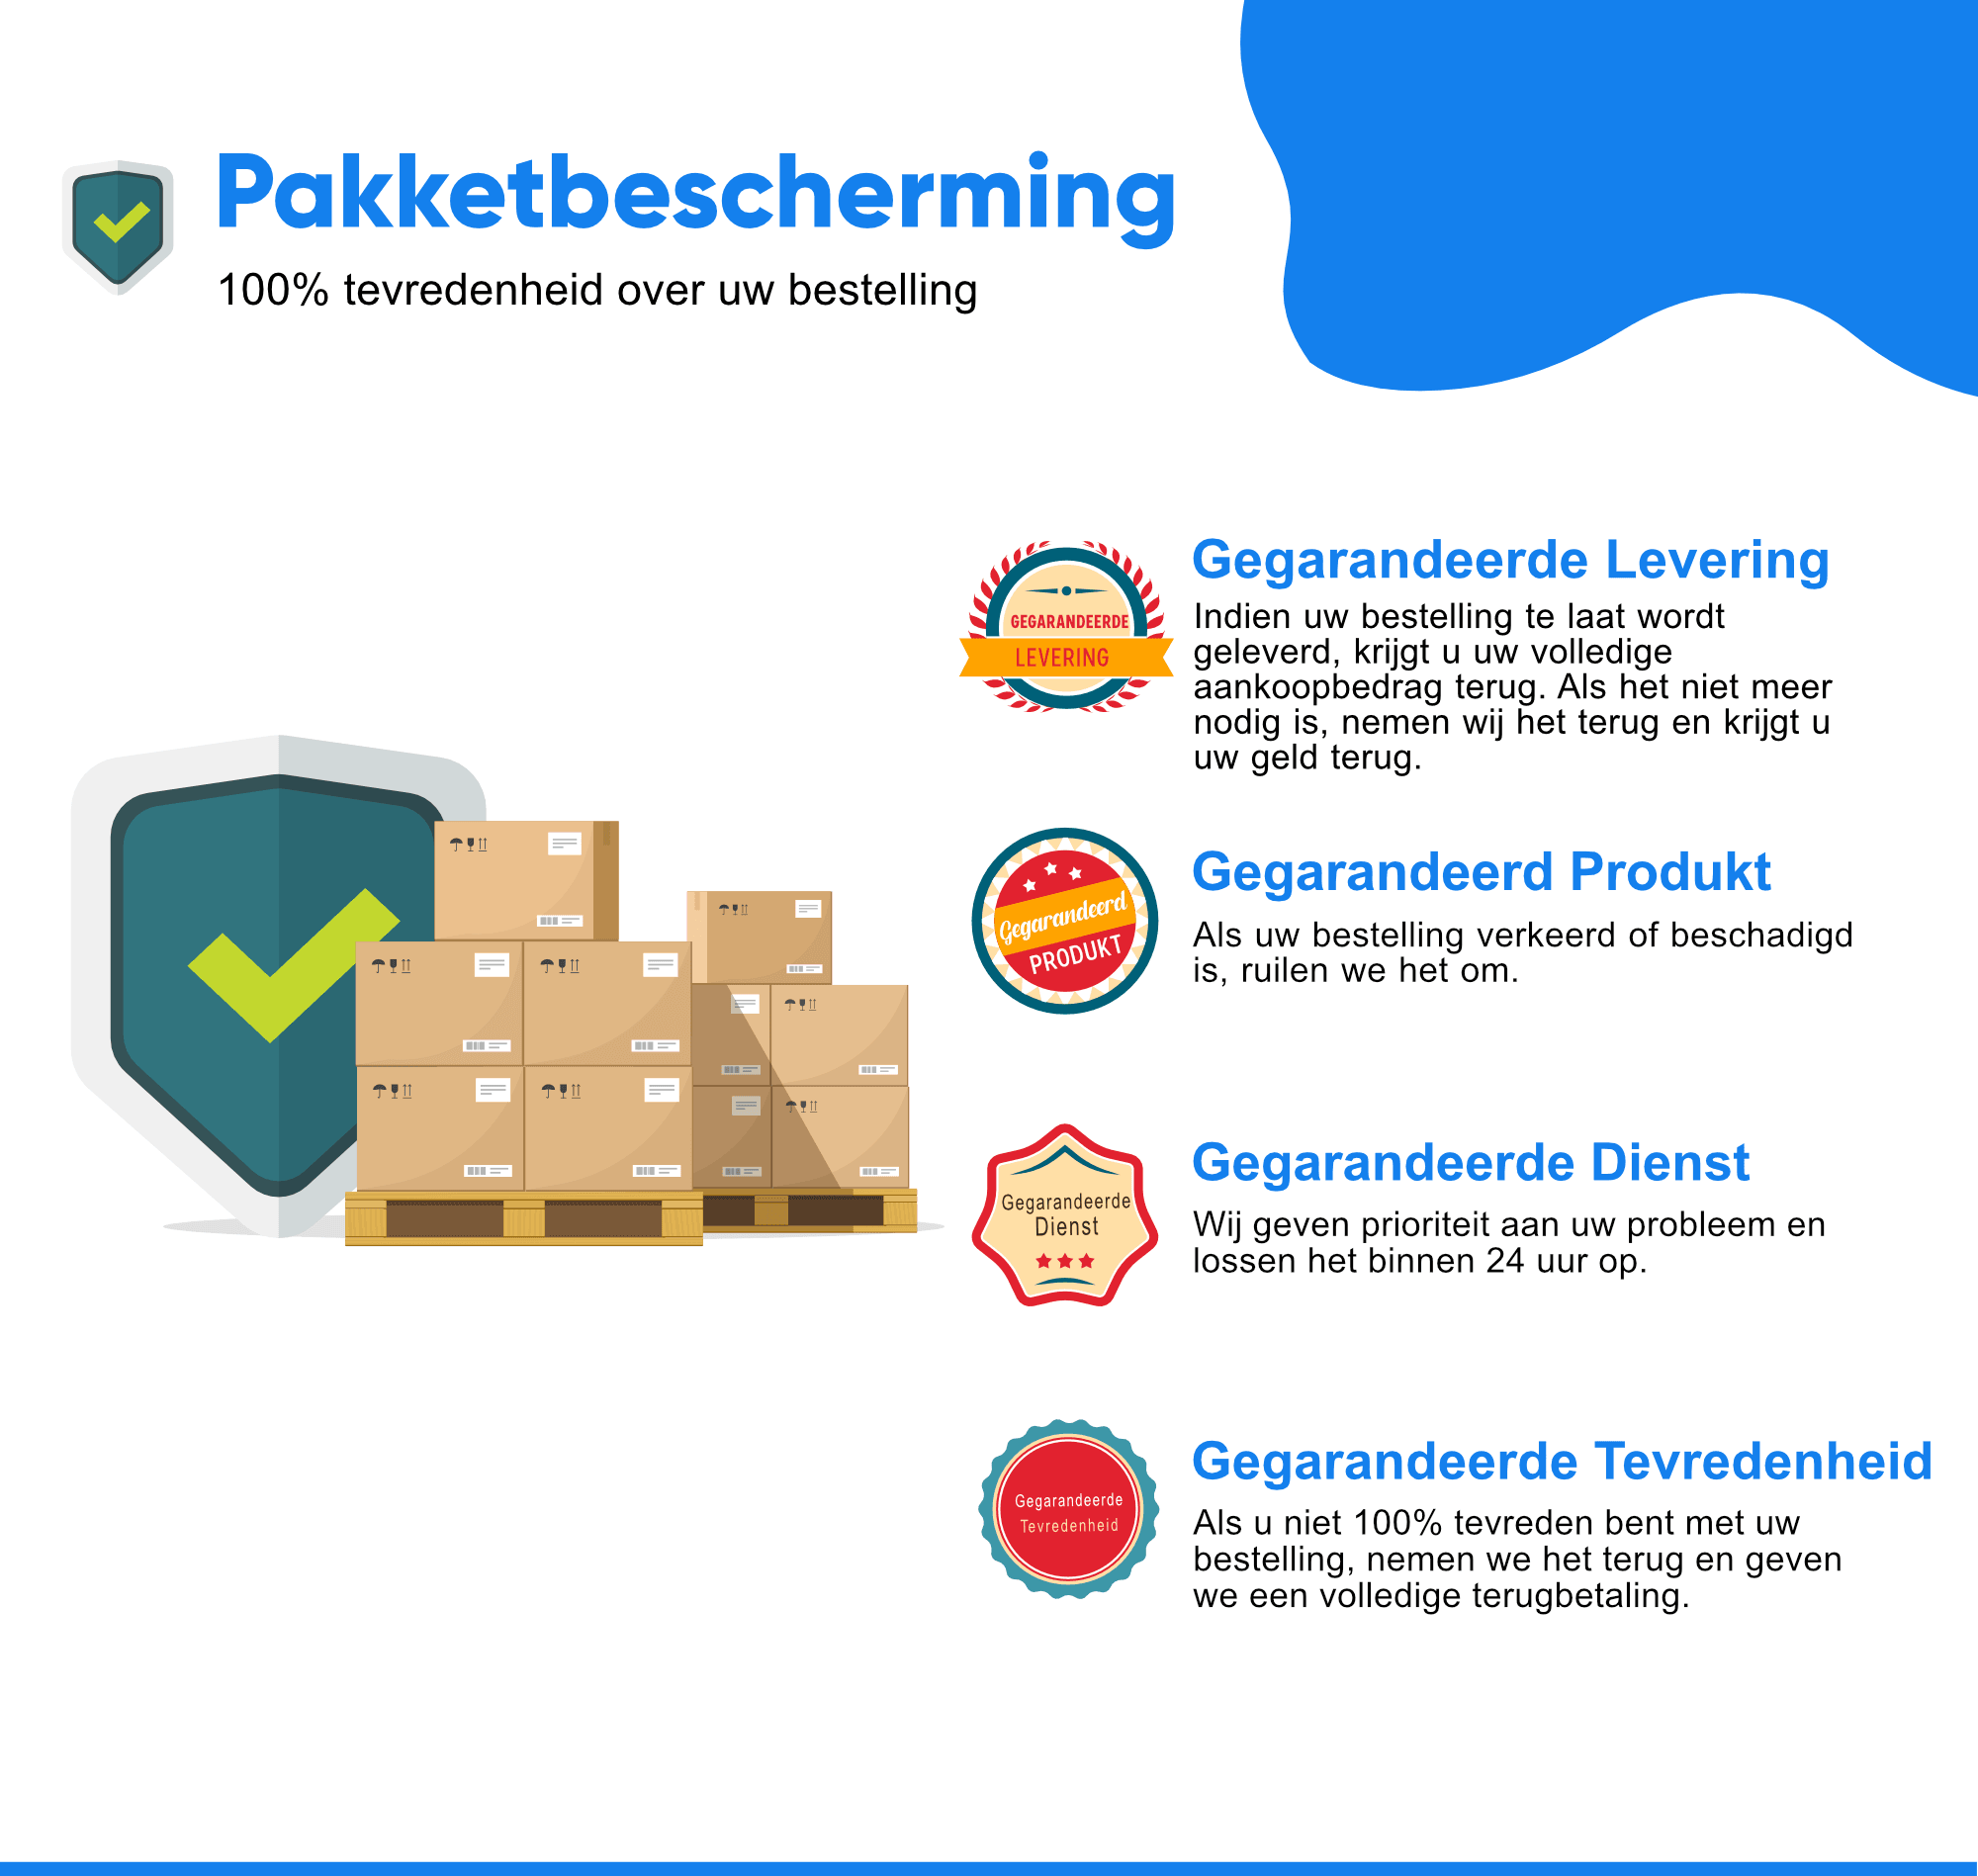 Pakketbescherming
100% tevredenheid over uw bestelling
GEGARANDEERDE
LEVERING
Gegarandeerde Levering
Indien uw bestelling te laat wordt
geleverd, krijgt u uw volledige
aankoopbedrag terug. Als het niet meer
nodig is, nemen wij het terug en krijgt u
uw geld terug.
Gegarandeerd
PRODUKT
Gegarandeerd Produkt
Als uw bestelling verkeerd of beschadigd
is, ruilen we het om.
Gegarandeerde
Dienst
Gegarandeerde Dienst
Wij geven prioriteit aan uw probleem en
lossen het binnen 24 uur op.
Gegarandeerde
Tevredenheid
Gegarandeerde Tevredenheid
Als u niet 100% tevreden bent met uw
bestelling, nemen we het terug en geven
we een volledige terugbetaling.